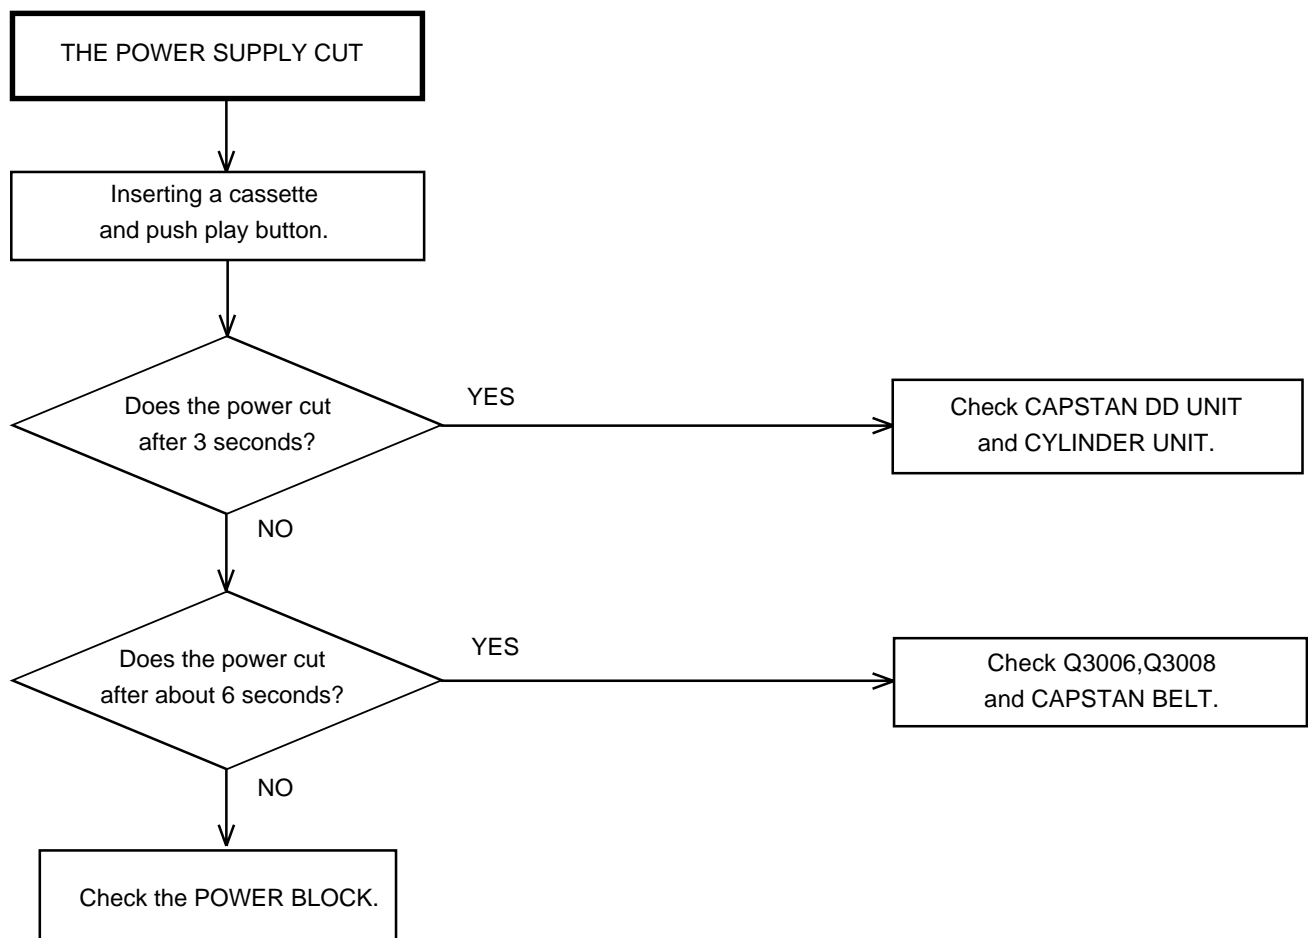 THE POWER SUPPLY CUT
Inserting a cassette
and push play button.
Does the power cut
after 3 seconds?
YES
Check CAPSTAN DD UNIT
and CYLINDER UNIT.
NO
Does the power cut
after about 6 seconds?
YES
Check Q3006,Q3008
and CAPSTAN BELT.
NO
Check the POWER BLOCK.